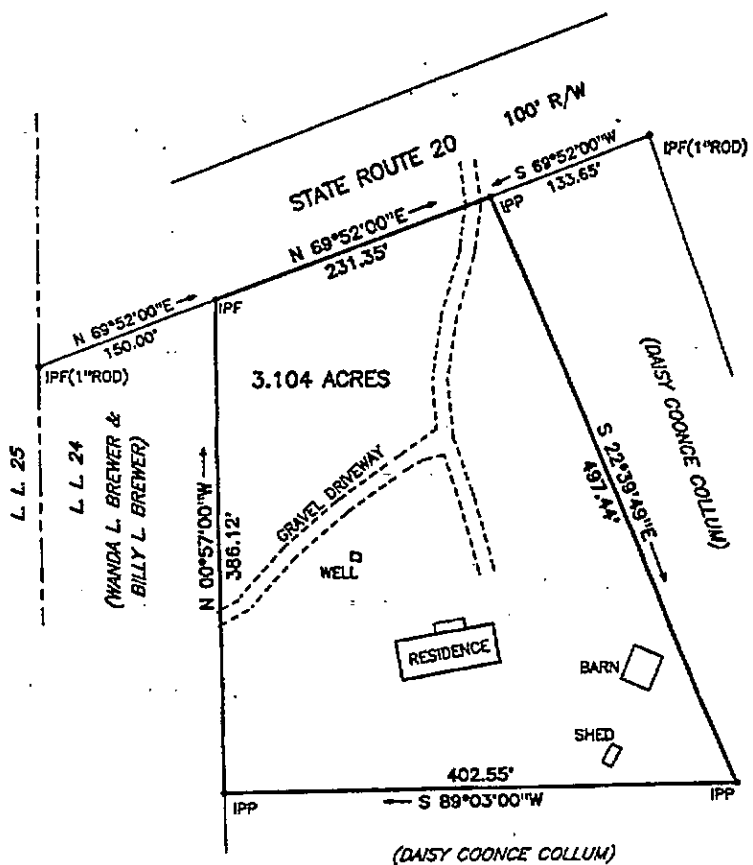 100' R/W
STATE ROUTE 20
S 69°52'00"W
133.65'
IPF(1"ROD)
IPP
N 69°52'00"E
231.35'
N 69°52'00"E
150.00'
IPF
IPF(1"ROD)
3.104 ACRES
L. L. 25
L. L. 24
(WANDA L. BREWER &
BILLY L. BREWER)
N 00°57'00"W
386.12'
GRAVEL DRIVEWAY
WELL
S 22°39'49"E
497.44'
(DAISY COONCE COLLUM)
RESIDENCE
BARN
SHED
402.55'
S 89°03'00"W
IPP
IPP
(DAISY COONCE COLLUM)